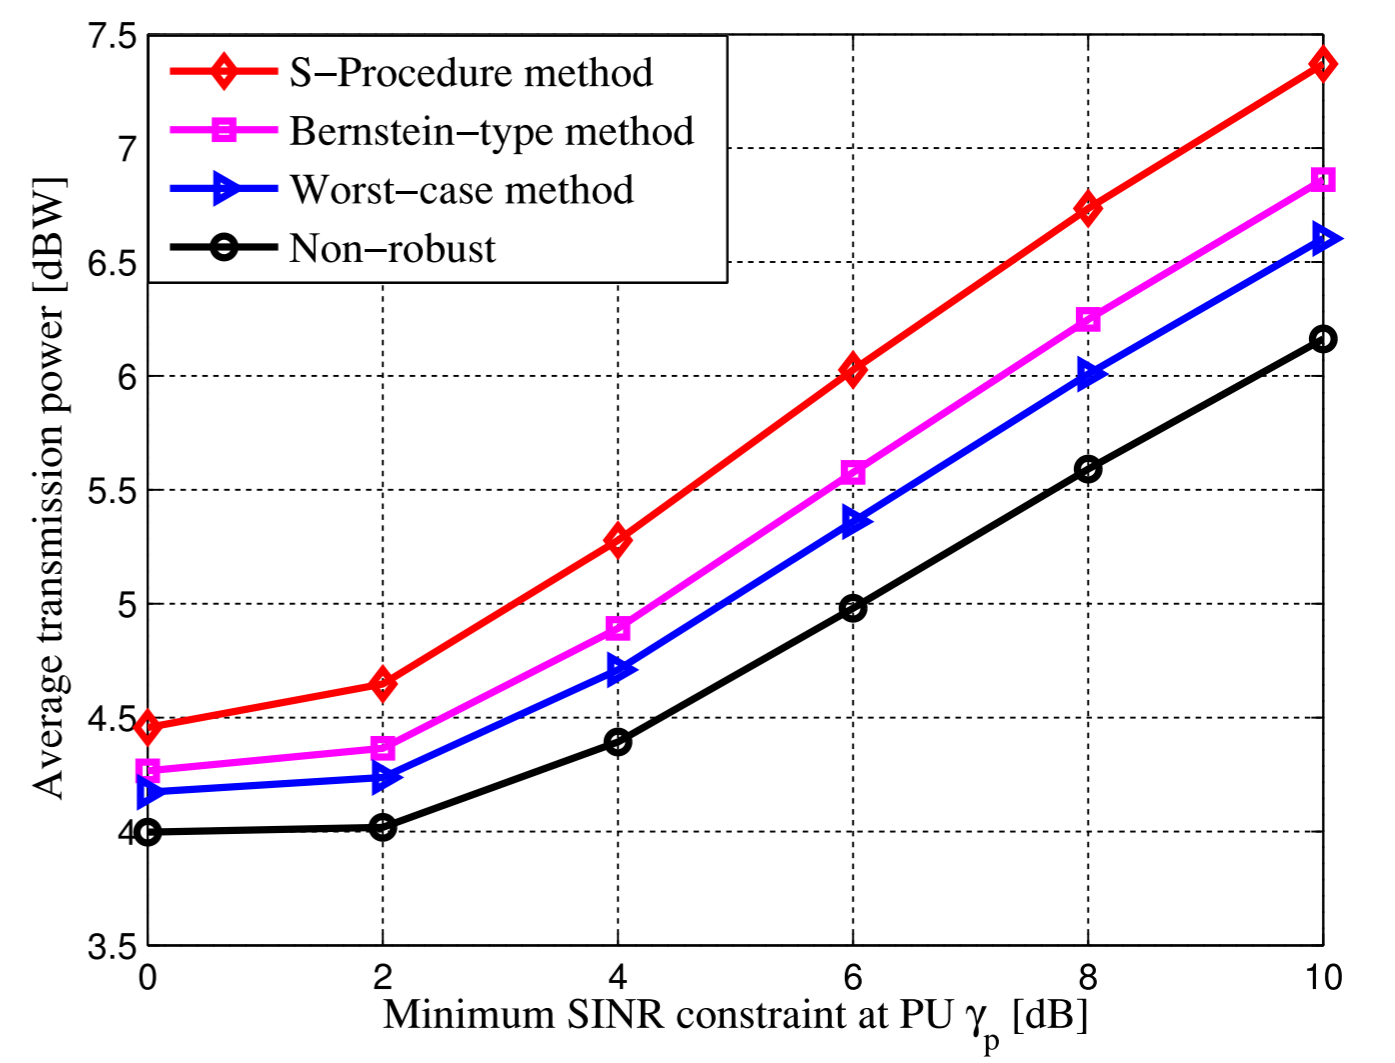 7.5
7
6.5
6
5.5
5
4.5
4
3.5
S−Procedure method
Bernstein−type method
Worst−case method
Non−robust
Average transmission power [dBW]
0 2 4 6 8 10
Minimum SINR constraint at PU γp [dB]